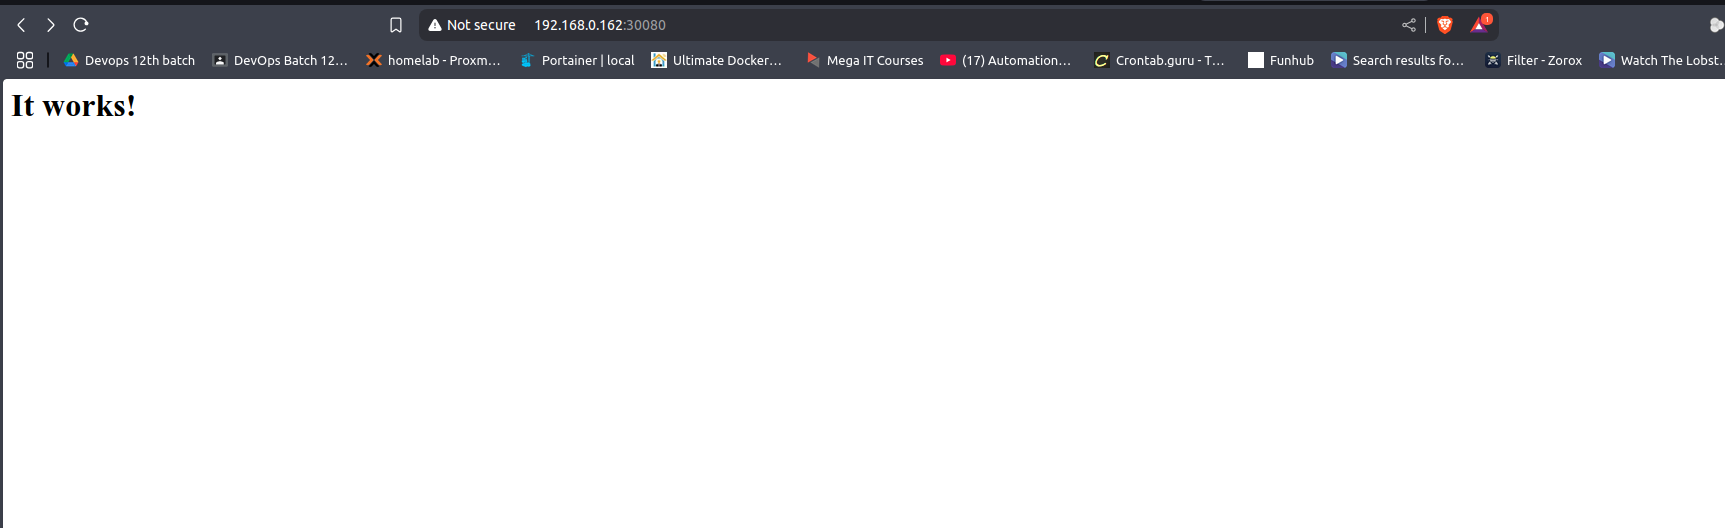 Not secure 192.168.0.162:30080 1
Devops 12th batch DevOps Batch 12... homelab - Proxm... Portainer | local Ultimate Docker... Mega IT Courses (17) Automation... Crontab.guru - T... Funhub Search results fo... Filter - Zorox Watch The Lobst...
It works!